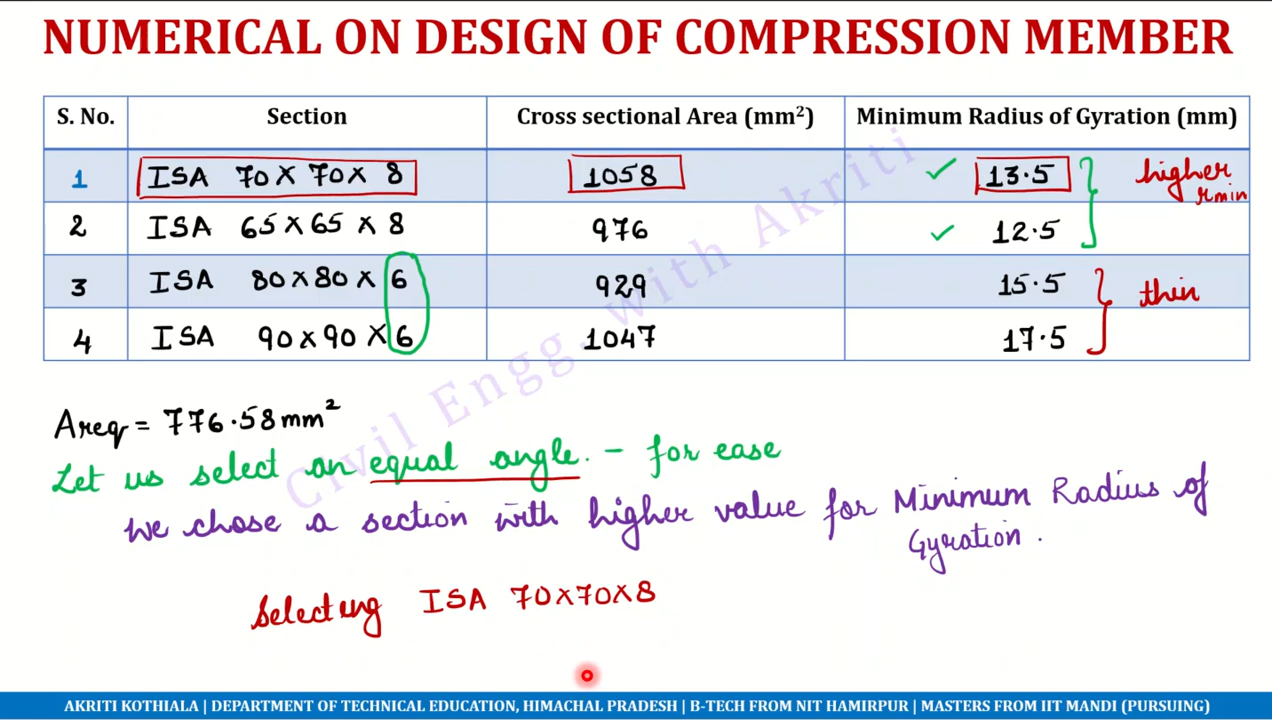 NUMERICAL ON DESIGN OF COMPRESSION MEMBER
S. No. Section Cross sectional Area (mm²) Minimum Radius of Gyration (mm)
1 ISA 70 X 70 X 8 1058 ✓ 13.5 higher rmin
2 ISA 65 X 65 X 8 976 ✓ 12.5
3 ISA 80 X 80 X 6 929 15.5 thin
4 ISA 90 X 90 X 6 1047 17.5
Areq = 776.58 mm²
Let us select an equal angle. - for ease
we chose a section with higher value for Minimum Radius of
Gyration.
Selecting ISA 70X70X8
Civil Engg. with Akriti
AKRITI KOTHIALA | DEPARTMENT OF TECHNICAL EDUCATION, HIMACHAL PRADESH | B-TECH FROM NIT HAMIRPUR | MASTERS FROM IIT MANDI (PURSUING)